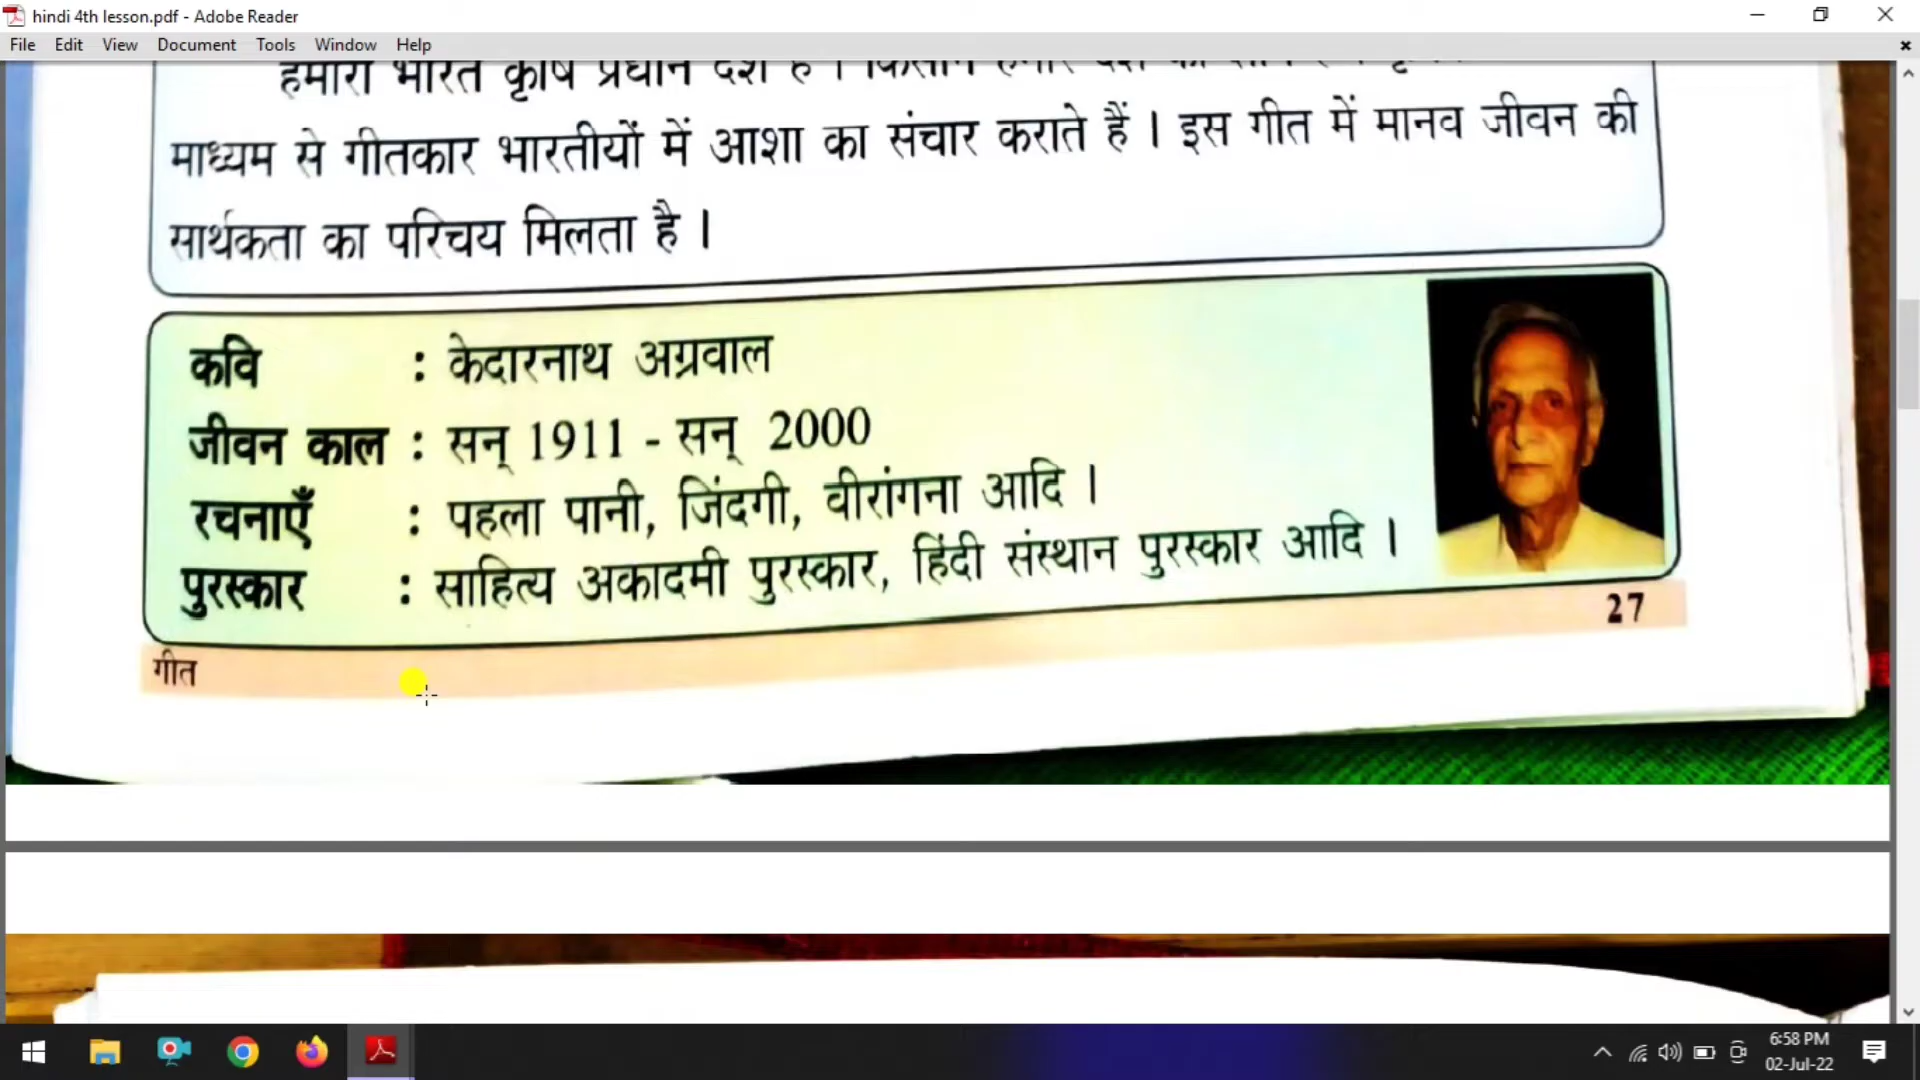 hindi 4th lesson.pdf - Adobe Reader
File Edit View Document Tools Window Help
हमारा भारत कृषि प्रधान देश है । किसान हमारे देश की
माध्यम से गीतकार भारतीयों में आशा का संचार कराते हैं । इस गीत में मानव जीवन की
सार्थकता का परिचय मिलता है ।
कवि : केदारनाथ अग्रवाल
जीवन काल : सन् 1911 - सन् 2000
रचनाएँ : पहला पानी, जिंदगी, वीरांगना आदि ।
पुरस्कार : साहित्य अकादमी पुरस्कार, हिंदी संस्थान पुरस्कार आदि ।
27
गीत
6:58 PM
02-Jul-22